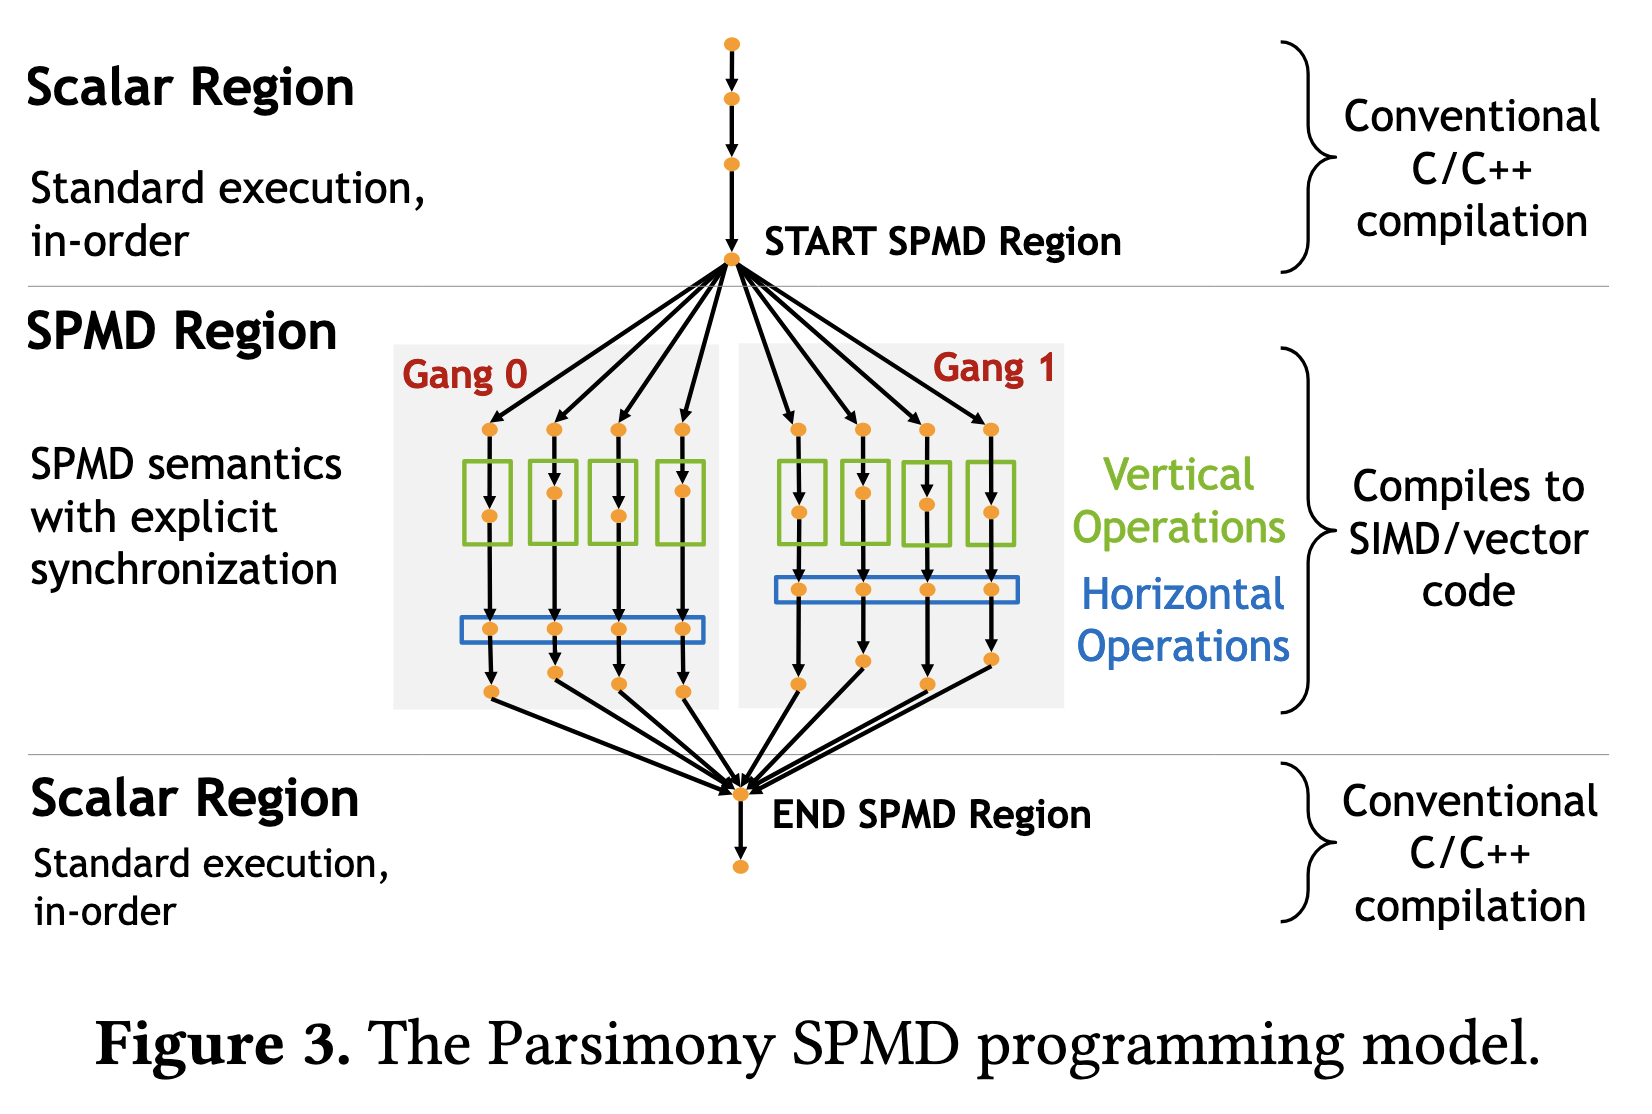 Scalar Region
Standard execution,
in-order
START SPMD Region
Conventional
C/C++
compilation
SPMD Region
SPMD semantics
with explicit
synchronization
Gang 0
Gang 1
Vertical
Operations
Horizontal
Operations
Compiles to
SIMD/vector
code
Scalar Region
Standard execution,
in-order
END SPMD Region
Conventional
C/C++
compilation
Figure 3. The Parsimony SPMD programming model.